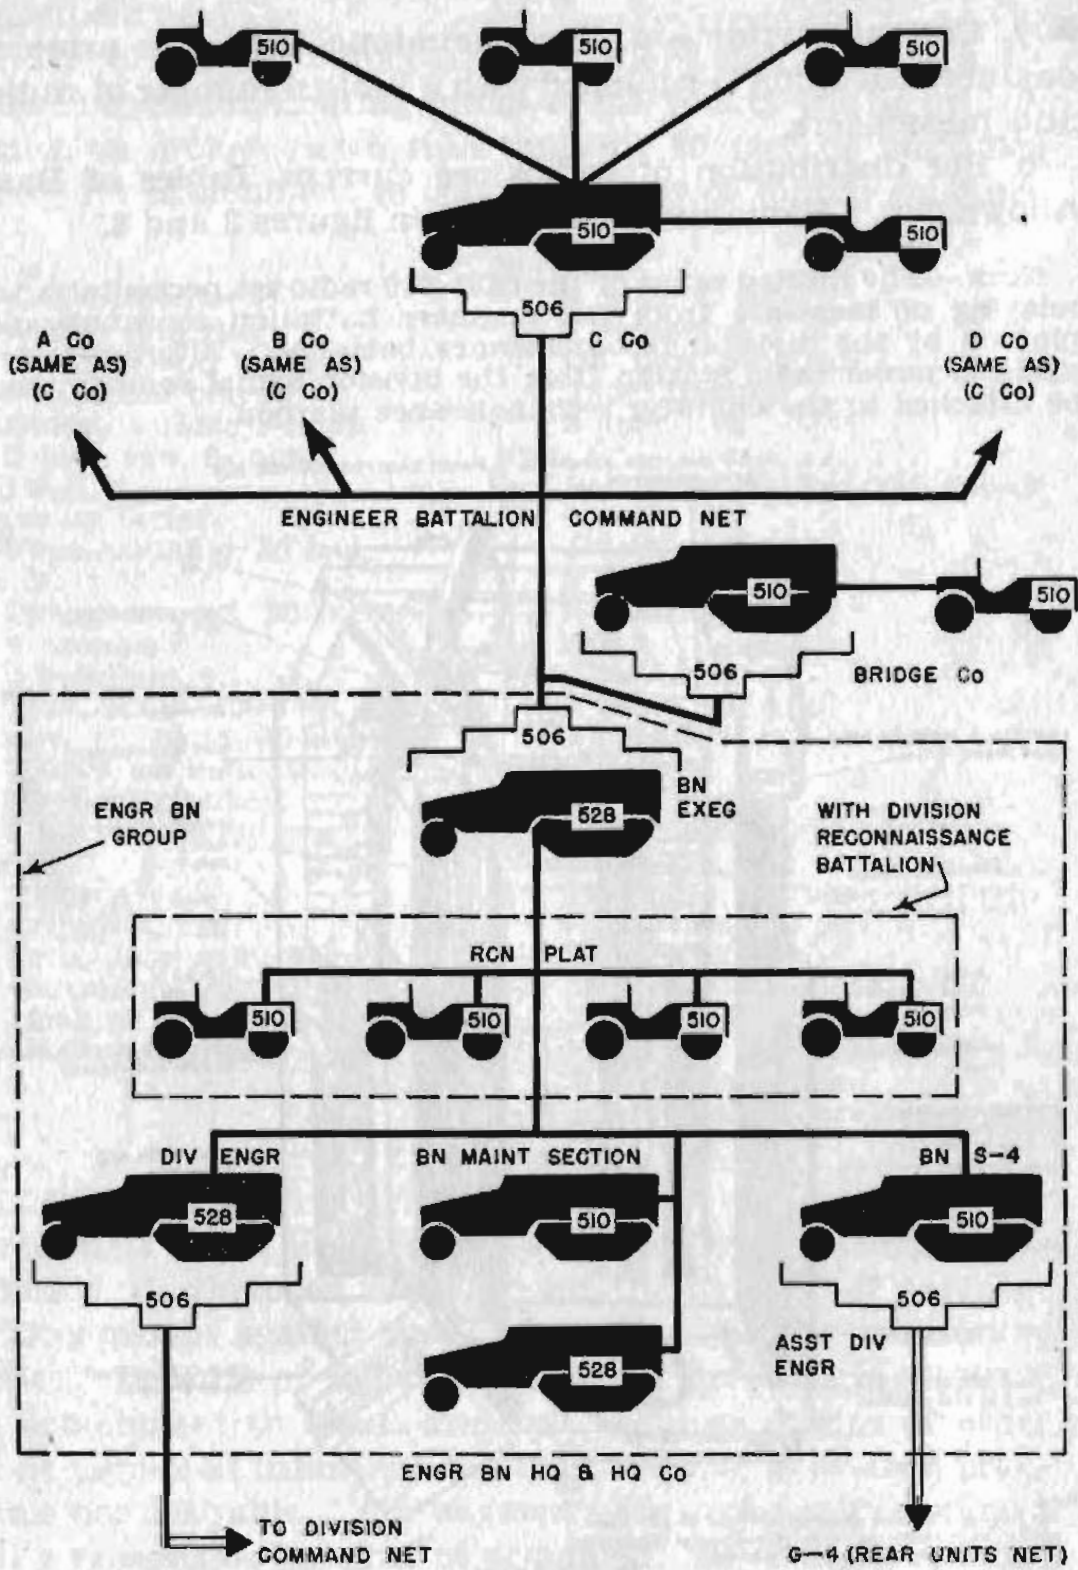 510
510
510
510
510
506
C Co
A Co
(SAME AS)
(C Co)
B Co
(SAME AS)
(C Co)
D Co
(SAME AS)
(C Co)
ENGINEER BATTALION COMMAND NET
510
510
506
BRIDGE Co
506
BN
EXEC
528
ENGR BN
GROUP
WITH DIVISION
RECONNAISSANCE
BATTALION
RCN PLAT
510
510
510
510
DIV ENGR
BN MAINT SECTION
BN S-4
528
510
510
506
506
528
ASST DIV
ENGR
ENGR BN HQ & HQ Co
TO DIVISION
COMMAND NET
G-4 (REAR UNITS NET)